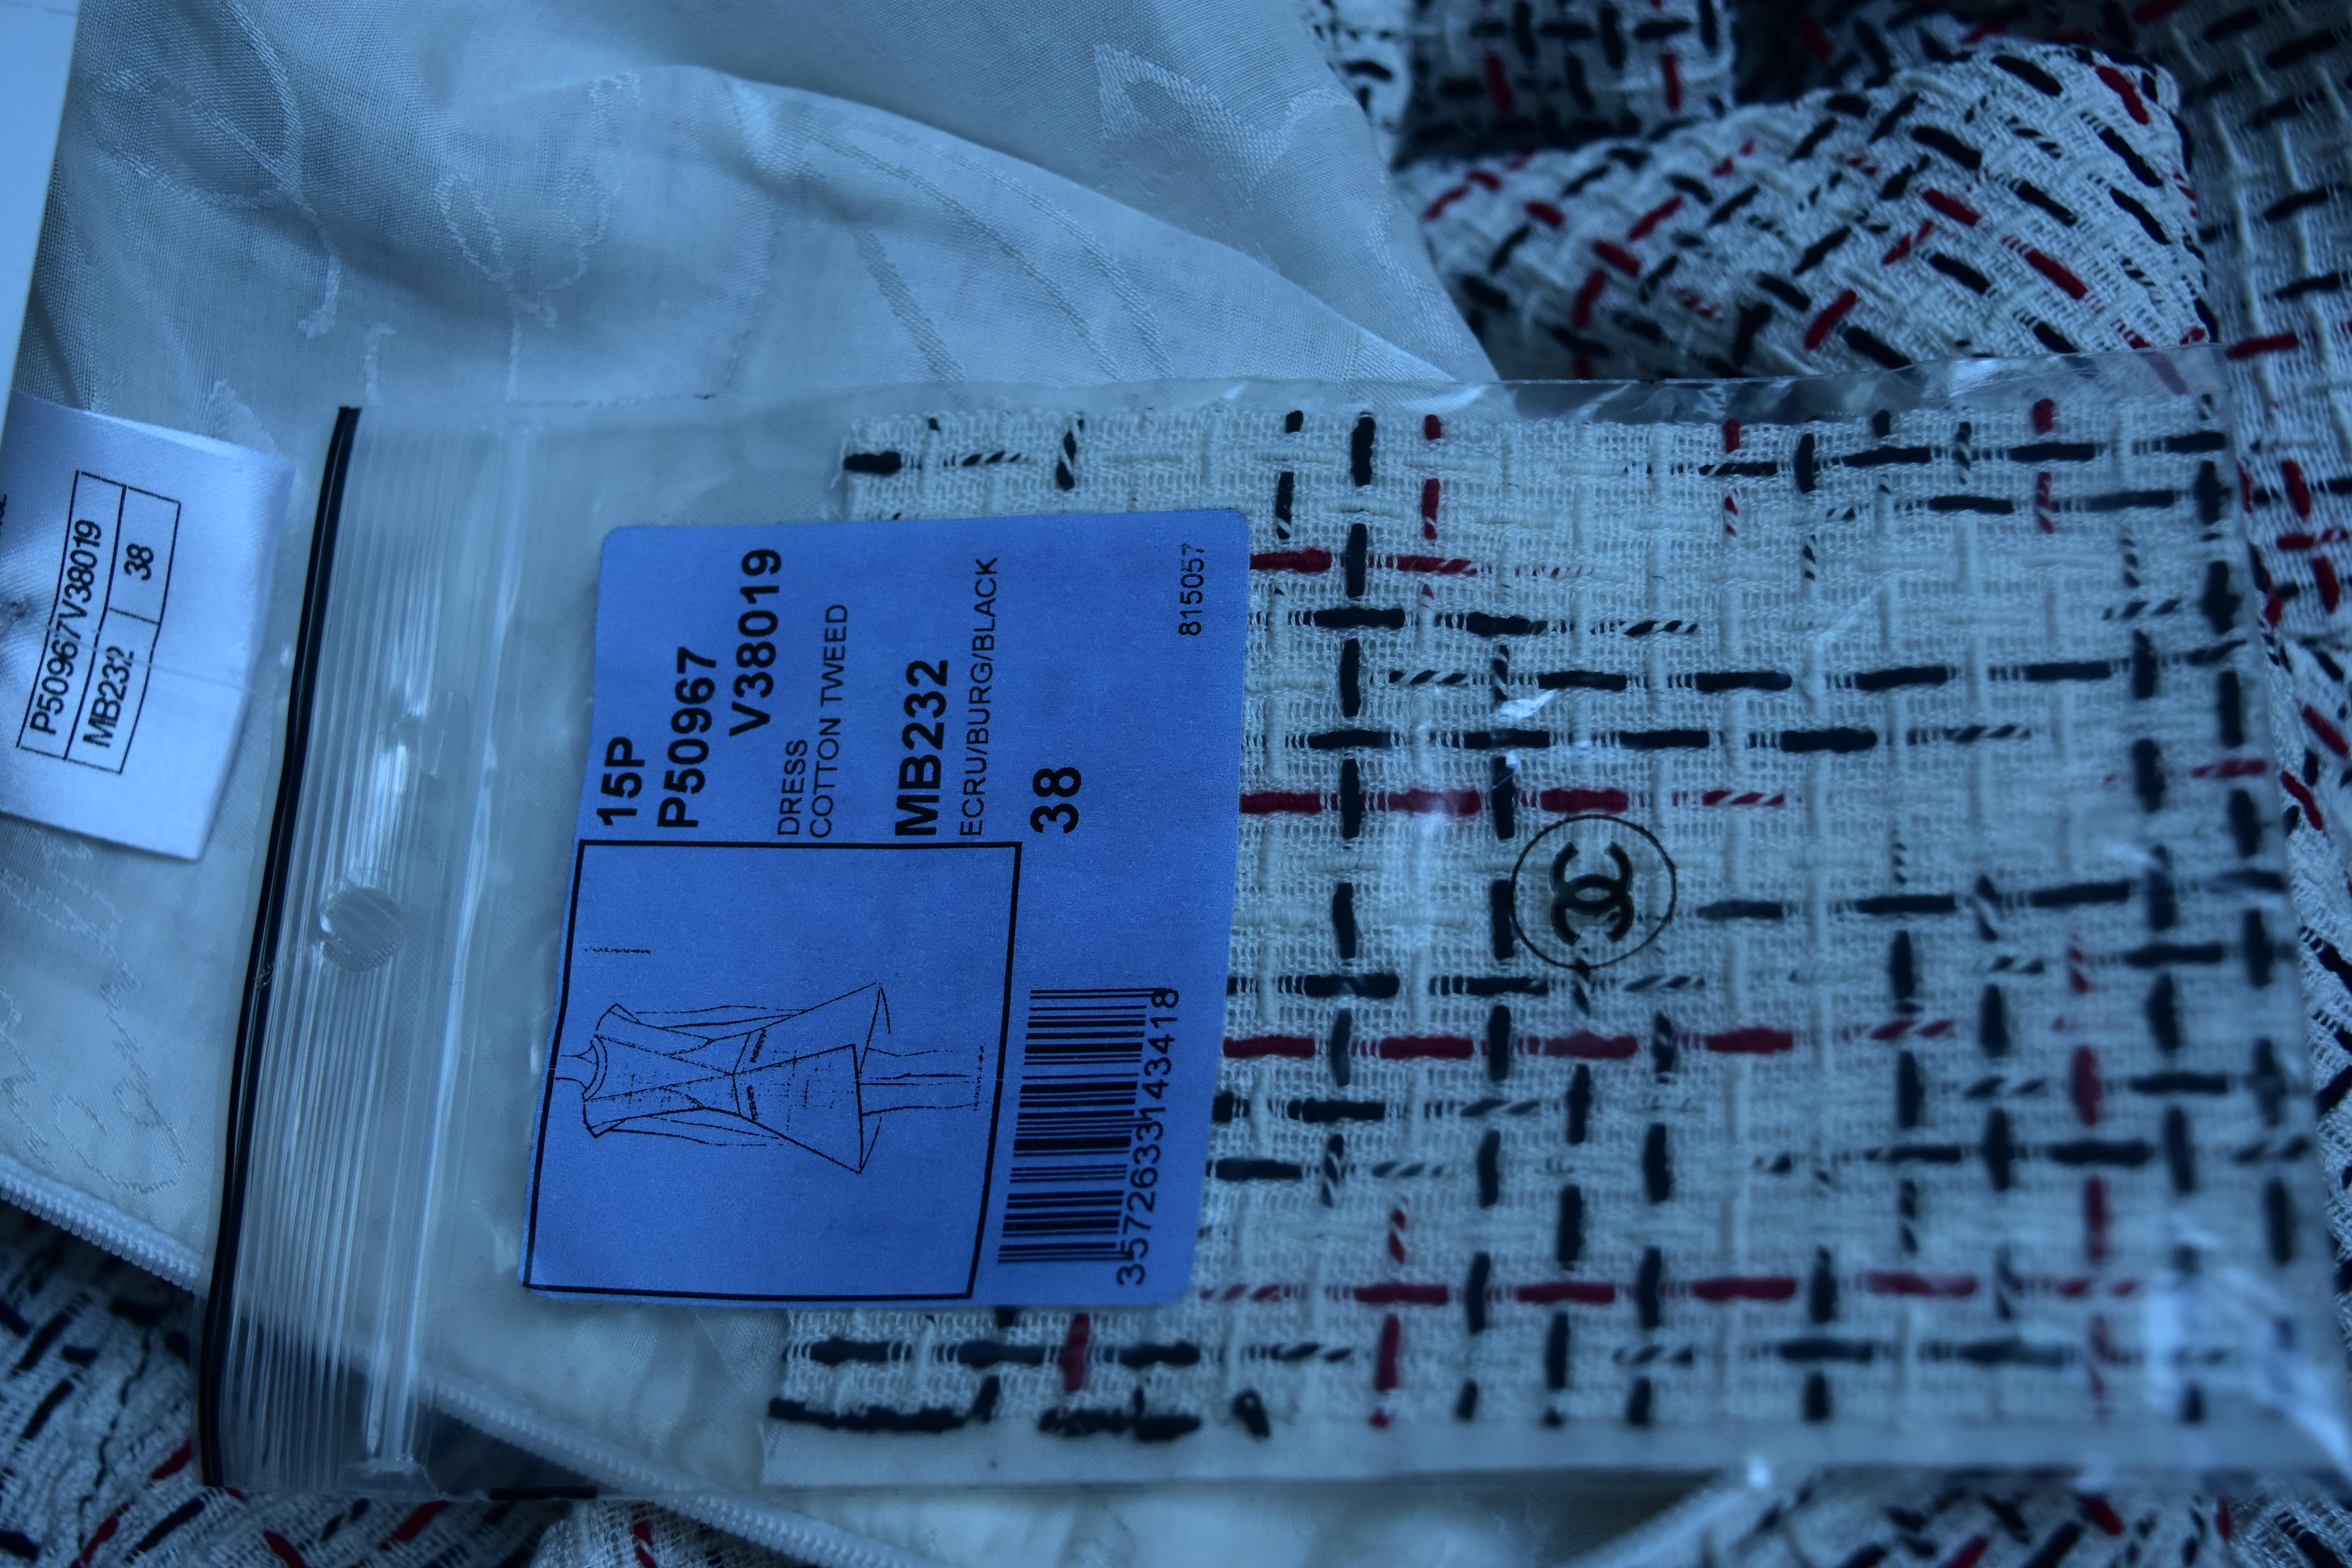 P50967V38019
MB232 38
15P
P50967
V38019
DRESS
COTTON TWEED
MB232
ECRU/BURG/BLACK
38
815057
3572633143418